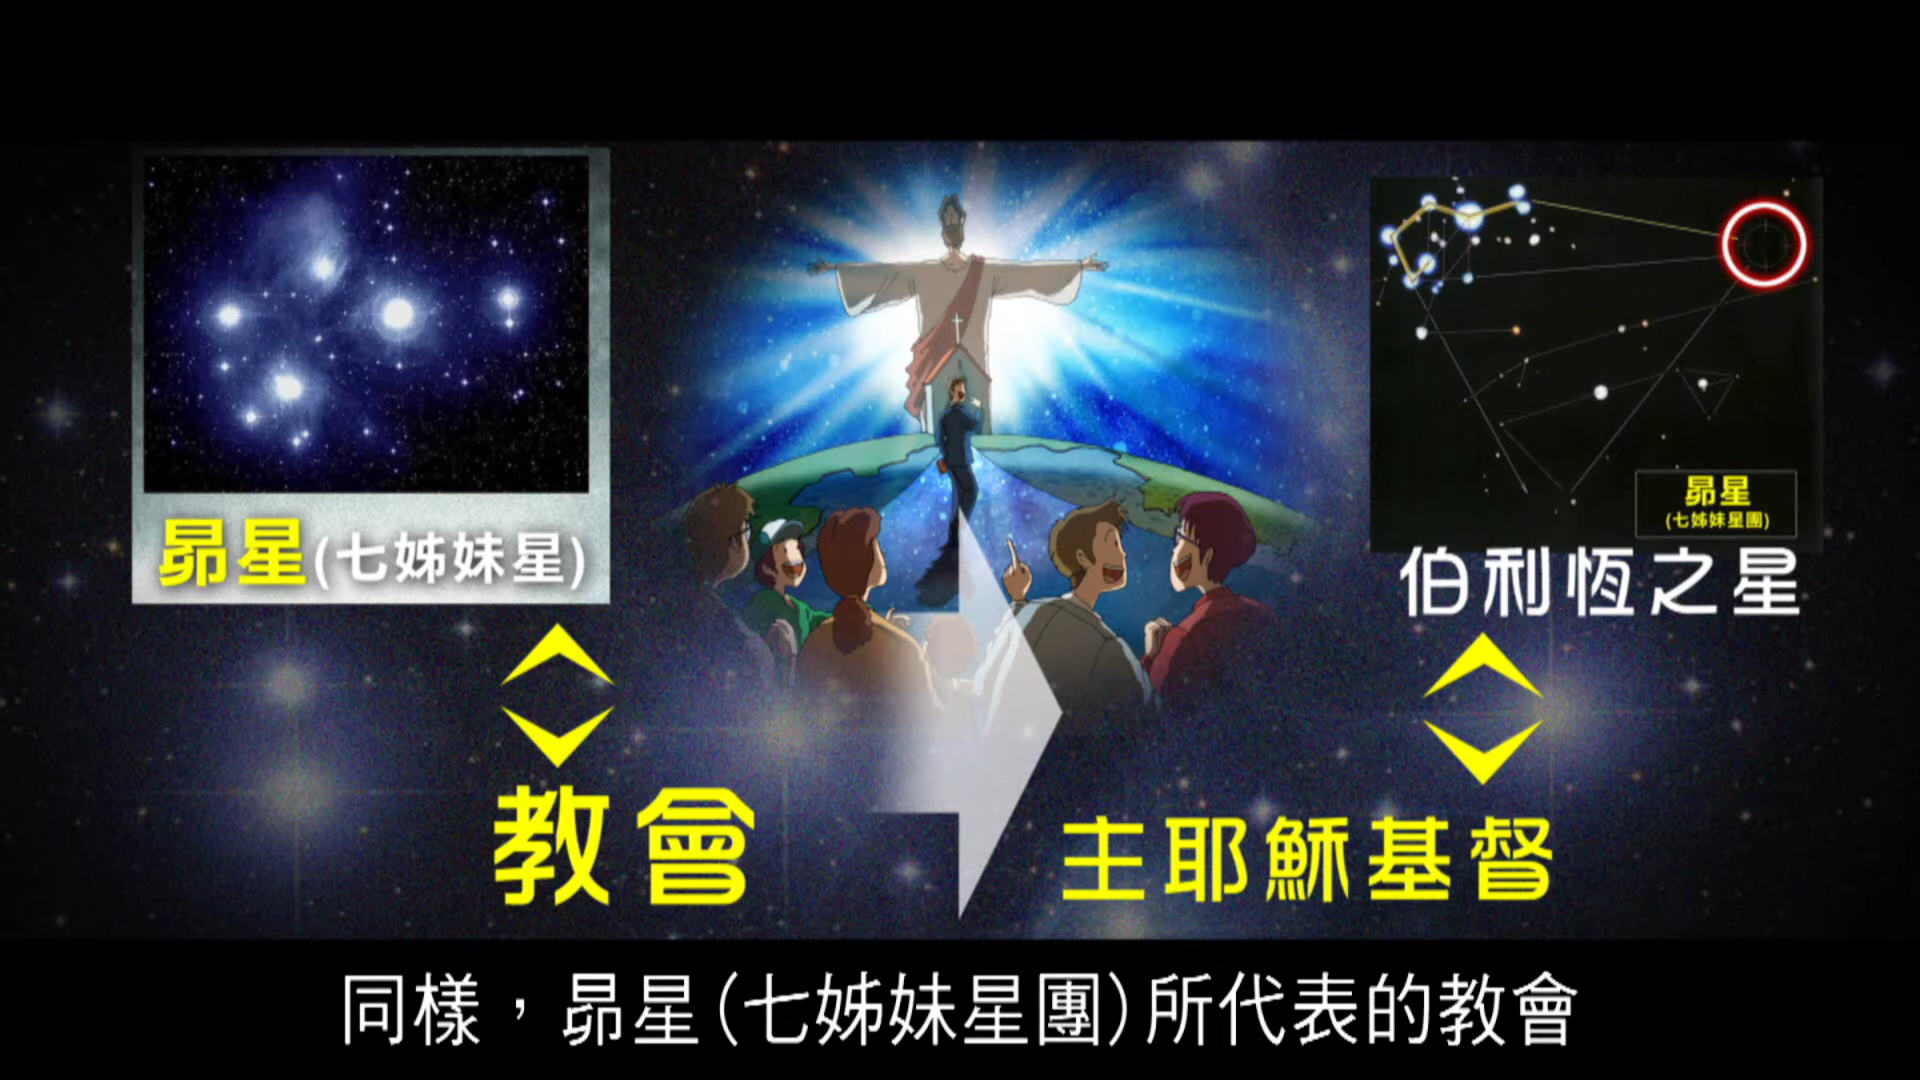 昴星(七姊妹星)
昴星
(七姊妹星團)
伯利恆之星
教會
主耶穌基督
同樣，昴星(七姊妹星團)所代表的教會